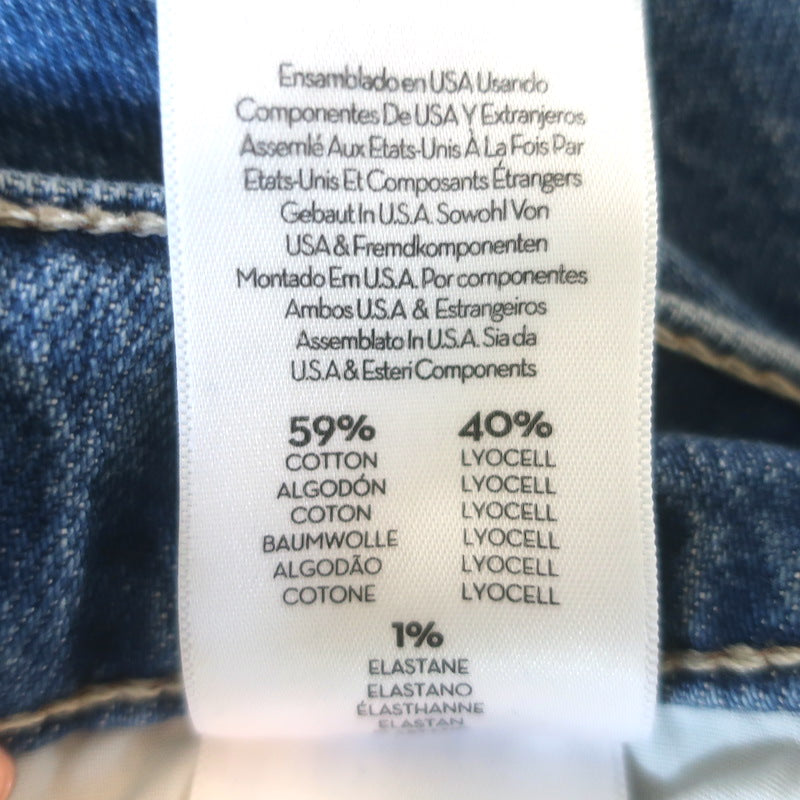 Ensamblado en USA Usando
Componentes De USA Y Extranjeros
Assemlé Aux Etats-Unis À La Fois Par
Etats-Unis Et Composants Étrangers
Gebaut In U.S.A. Sowohl Von
USA & Fremdkomponenten
Montado Em U.S.A. Por componentes
Ambos U.S.A & Estrangeiros
Assemblato In U.S.A. Sia da
U.S.A & Esteri Components
59% 40%
COTTON LYOCELL
ALGODÓN LYOCELL
COTON LYOCELL
BAUMWOLLE LYOCELL
ALGODÃO LYOCELL
COTONE LYOCELL
1%
ELASTANE
ELASTANO
ÉLASTHANNE
ELASTAN